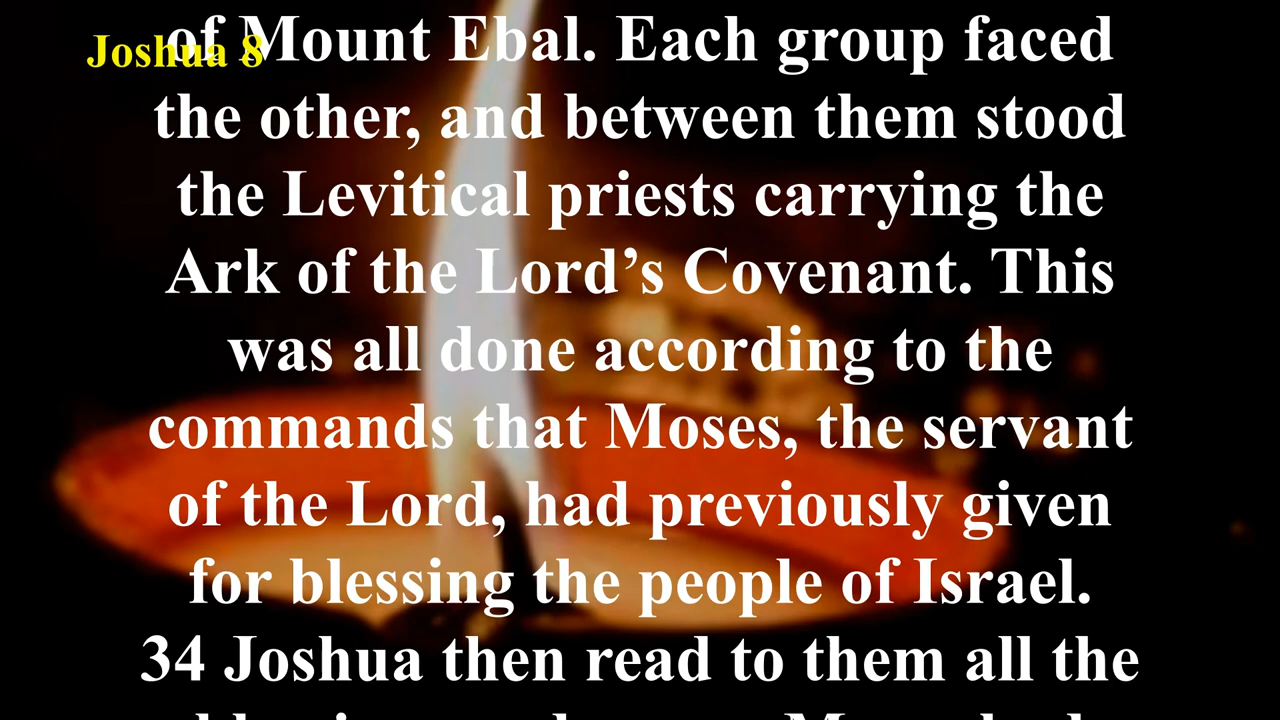 Joshua 8
of Mount Ebal. Each group faced
the other, and between them stood
the Levitical priests carrying the
Ark of the Lord’s Covenant. This
was all done according to the
commands that Moses, the servant
of the Lord, had previously given
for blessing the people of Israel.
34 Joshua then read to them all the